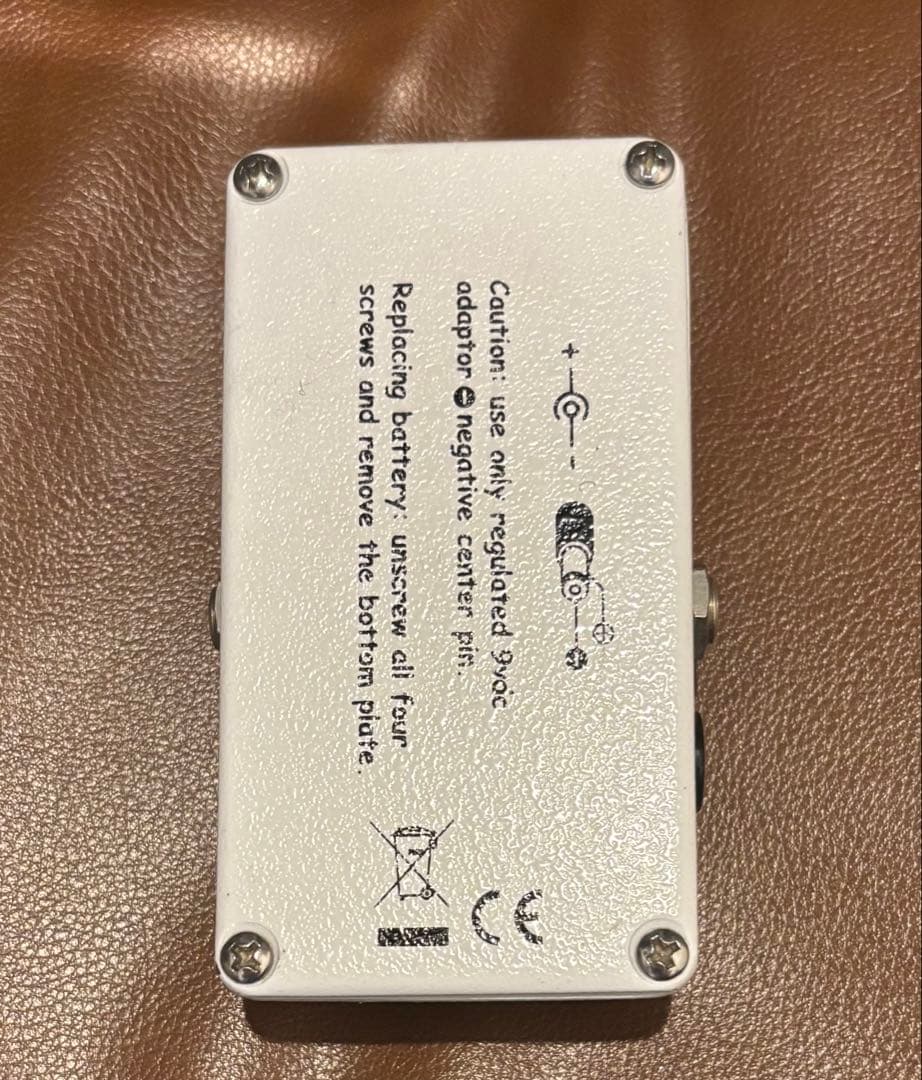 + -
Caution: use only regulated 9vdc
adaptor negative center pin.
Replacing battery: unscrew all four
screws and remove the bottom plate.
CE